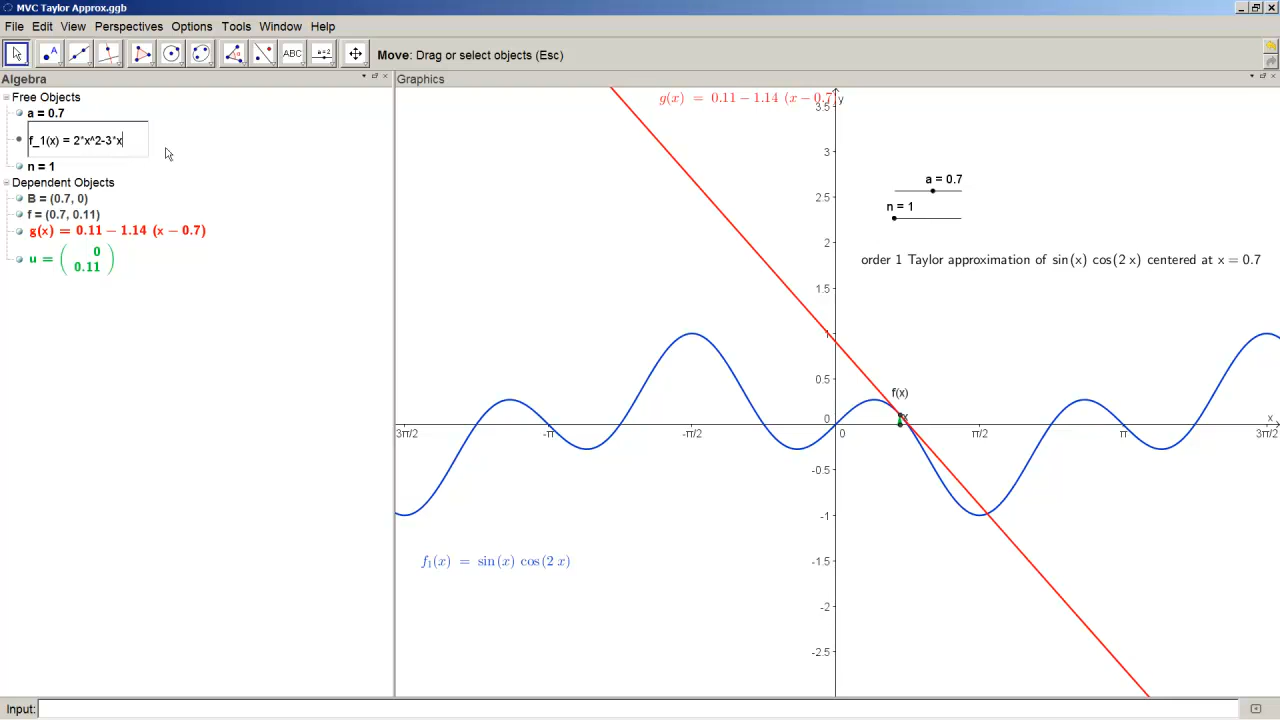 MVC Taylor Approx.ggb
File Edit View Perspectives Options Tools Window Help
A
α
ABC
a=2
Move: Drag or select objects (Esc)
Algebra
Free Objects
a = 0.7
f_1(x) = 2*x^2-3*x
n = 1
Dependent Objects
B = (0.7, 0)
f = (0.7, 0.11)
g(x) = 0.11 − 1.14 (x − 0.7)
u = ( 0
0.11 )
Graphics
g(x) = 0.11 − 1.14 (x − 0.7)
y
3.5
3
2.5
2
1.5
1
0.5
0
-0.5
-1
-1.5
-2
-2.5
a = 0.7
n = 1
order 1 Taylor approximation of sin(x) cos(2 x) centered at x = 0.7
f(x)
x
x
3π/2 -π -π/2 0 π/2 π 3π/2
f₁(x) = sin(x) cos(2 x)
Input: